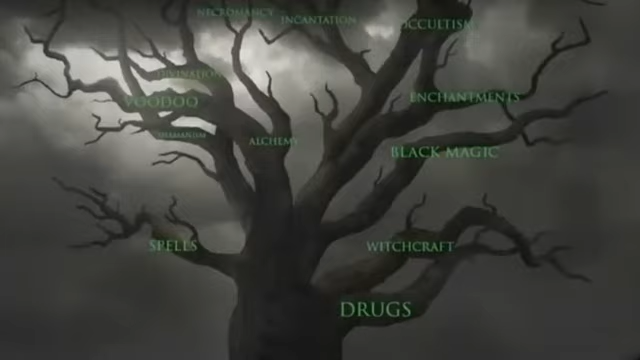 NECROMANCY
INCANTATION
OCCULTISM
DIVINATION
VOODOO
ENCHANTMENTS
SHAMANISM
ALCHEMY
BLACK MAGIC
SPELLS
WITCHCRAFT
DRUGS